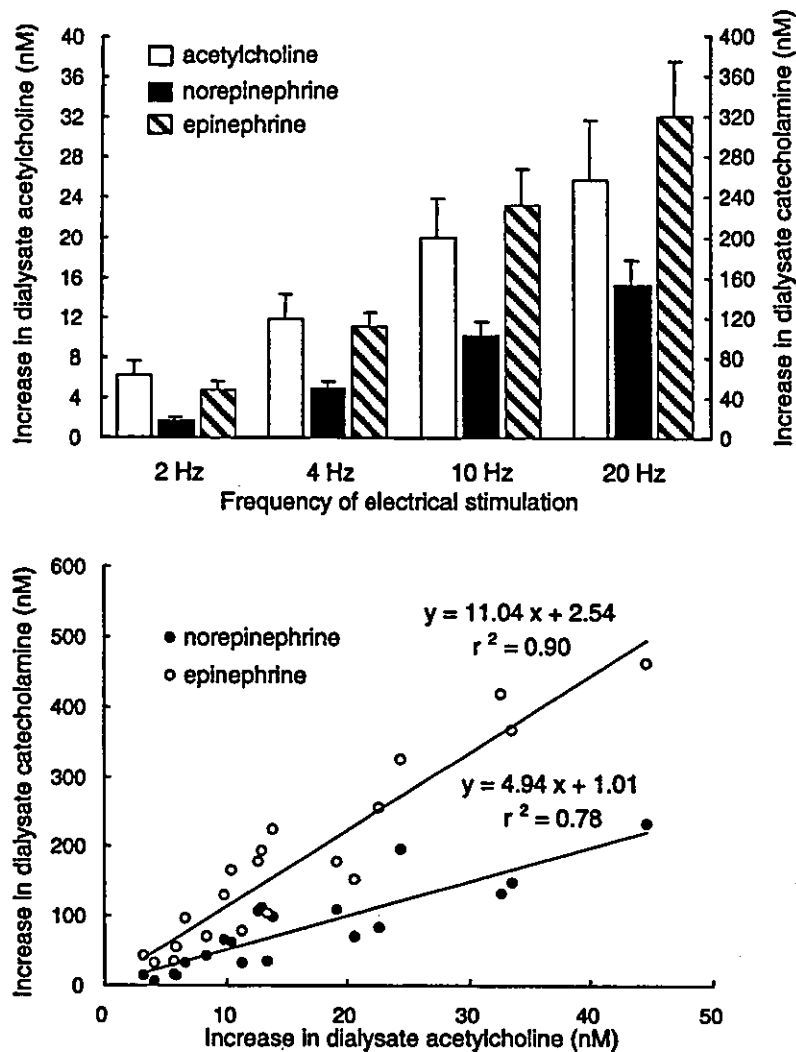 Increase in dialysate acetylcholine (nM)
40
36
32
28
24
20
16
12
8
4
0
acetylcholine
norepinephrine
epinephrine
400
360
320
280
240
200
160
120
80
40
0
Increase in dialysate catecholamine (nM)
2 Hz 4 Hz 10 Hz 20 Hz
Frequency of electrical stimulation
Increase in dialysate catecholamine (nM)
600
500
400
300
200
100
0
norepinephrine
epinephrine
y = 11.04 x + 2.54
r 2 = 0.90
y = 4.94 x + 1.01
r 2 = 0.78
0 10 20 30 40 50
Increase in dialysate acetylcholine (nM)